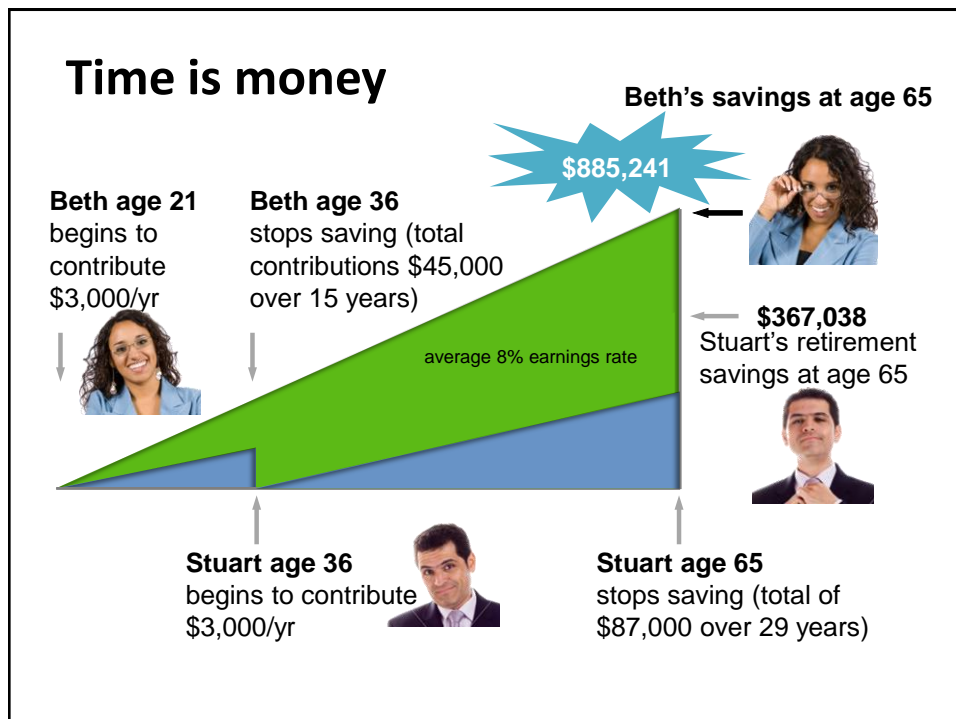 Time is money
Beth's savings at age 65
$885,241
Beth age 21
begins to
contribute
$3,000/yr
Beth age 36
stops saving (total
contributions $45,000
over 15 years)
average 8% earnings rate
$367,038
Stuart's retirement
savings at age 65
Stuart age 36
begins to contribute
$3,000/yr
Stuart age 65
stops saving (total of
$87,000 over 29 years)